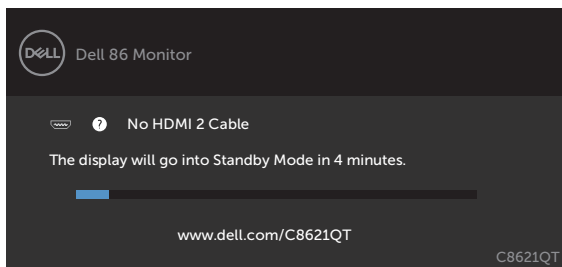 DELL
Dell 86 Monitor
? No HDMI 2 Cable
The display will go into Standby Mode in 4 minutes.
www.dell.com/C8621QT
C8621QT